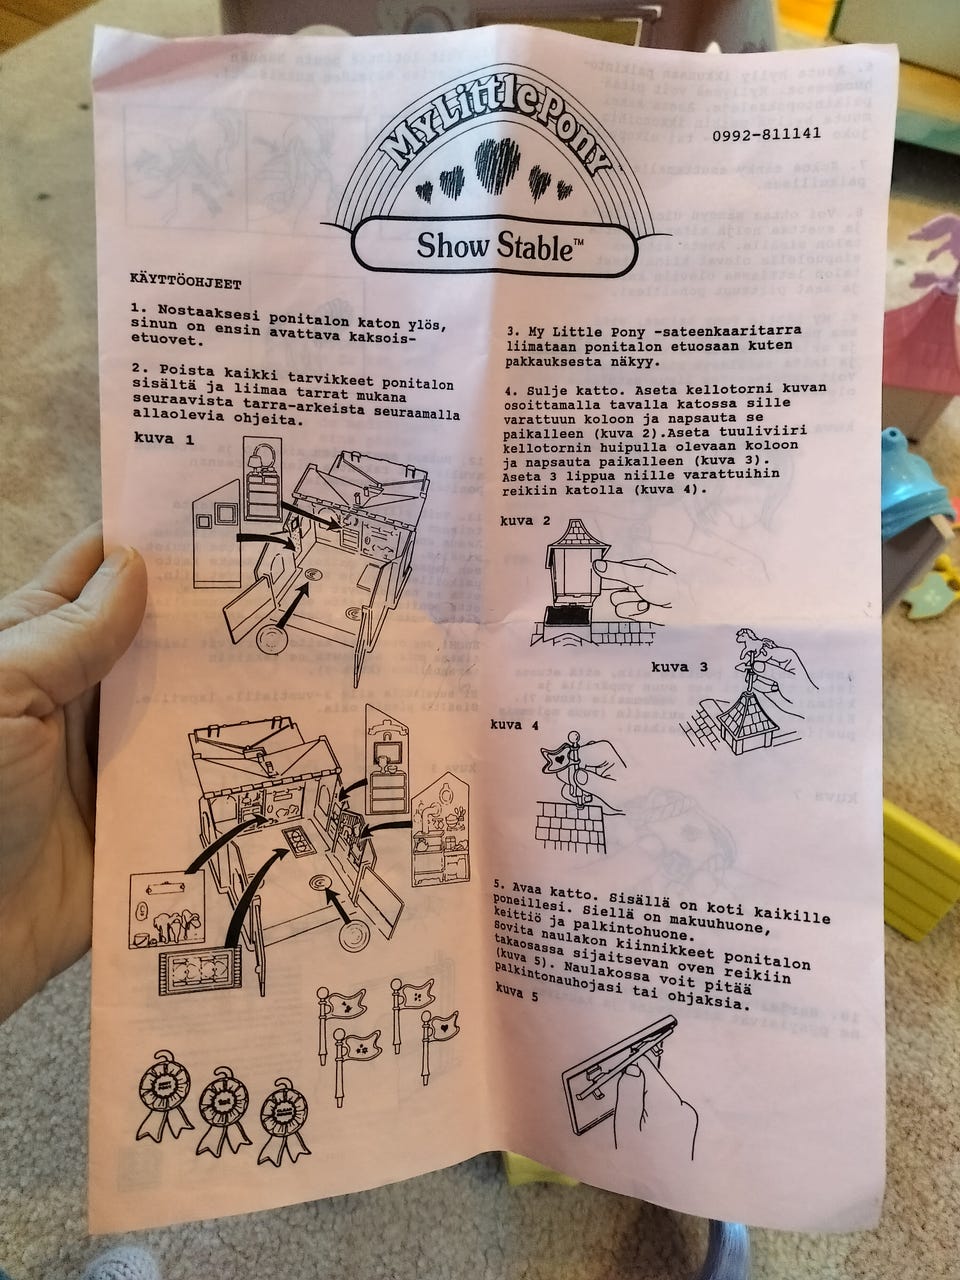 My Little Pony
0992-811141
Show Stable™
KÄYTTÖOHJEET
1. Nostaaksesi ponitalon katon ylös,
sinun on ensin avattava kaksois-
etuovet.
2. Poista kaikki tarvikkeet ponitalon
sisältä ja liimaa tarrat mukana
seuraavista tarra-arkeista seuraamalla
allaolevia ohjeita.
kuva 1
3. My Little Pony -sateenkaaritarra
liimataan ponitalon etuosaan kuten
pakkauksesta näkyy.
4. Sulje katto. Aseta kellotorni kuvan
osoittamalla tavalla katossa sille
varattuun koloon ja napsauta se
paikalleen (kuva 2).Aseta tuuliviiri
kellotornin huipulla olevaan koloon
ja napsauta paikalleen (kuva 3).
Aseta 3 lippua niille varattuihin
reikiin katolla (kuva 4).
kuva 2
kuva 3
kuva 4
5. Avaa katto. Sisällä on koti kaikille
poneillesi. Siellä on makuuhuone,
keittiö ja palkintohuone.
Sovita naulakon kiinnikkeet ponitalon
takaosassa sijaitsevan oven reikiin
(kuva 5). Naulakossa voit pitää
palkintonauhojasi tai ohjaksia.
kuva 5